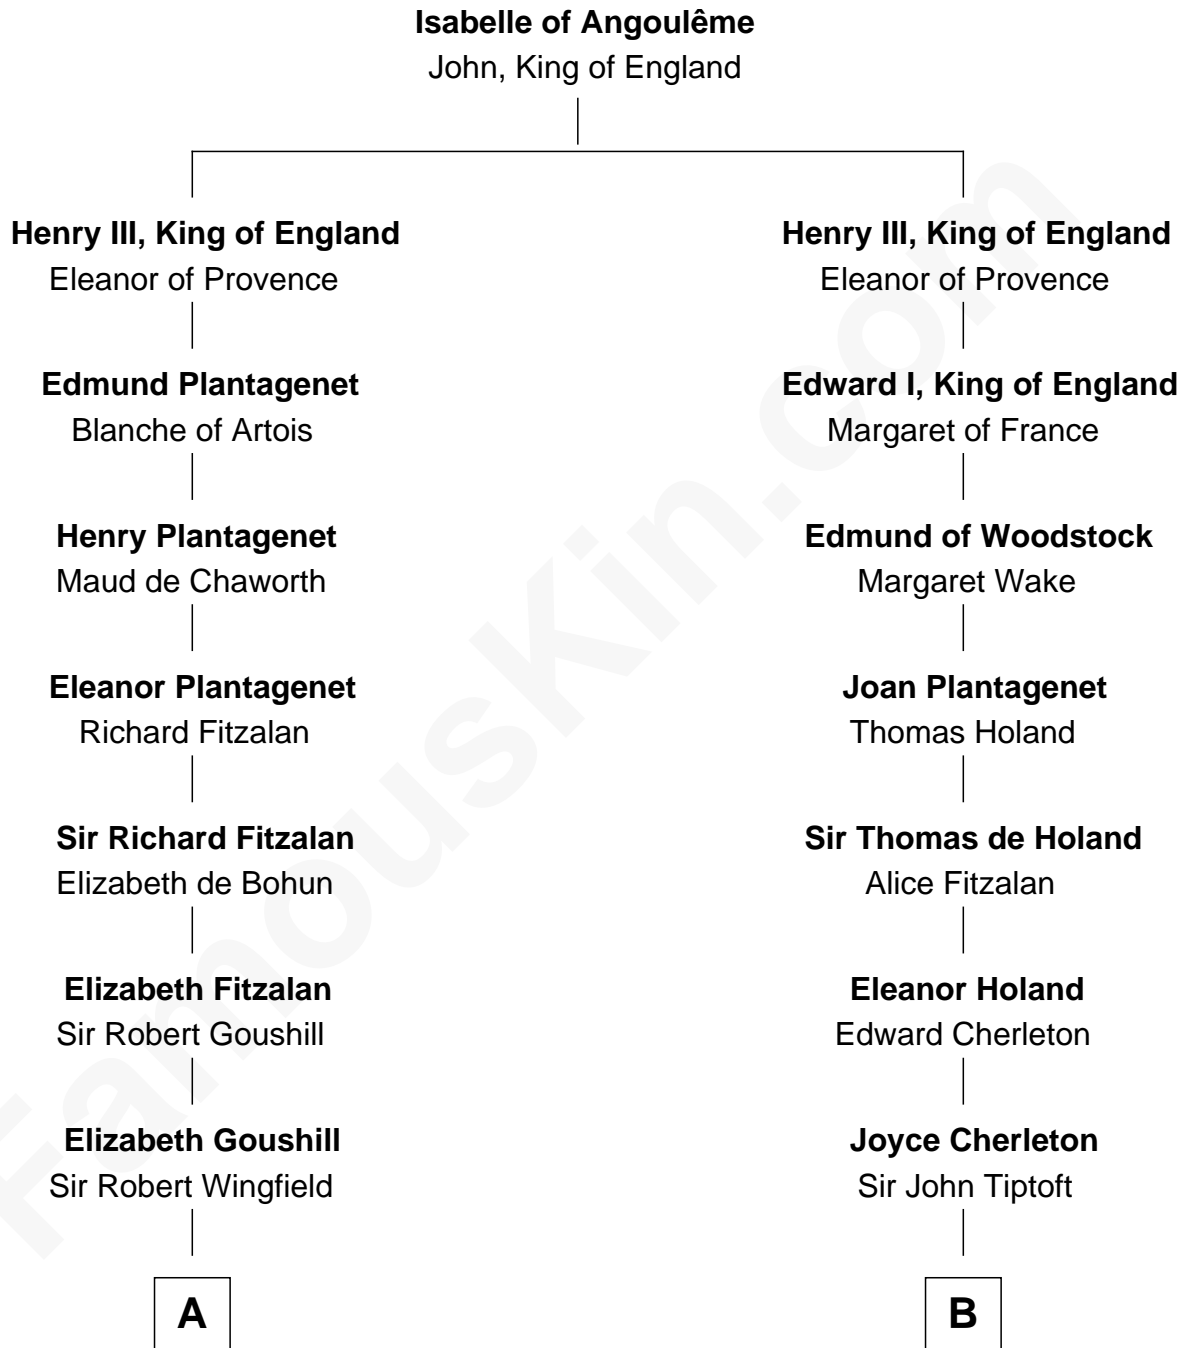 Isabelle of Angoulême
John, King of England
Henry III, King of England
Eleanor of Provence
Edmund Plantagenet
Blanche of Artois
Henry Plantagenet
Maud de Chaworth
Eleanor Plantagenet
Richard Fitzalan
Sir Richard Fitzalan
Elizabeth de Bohun
Elizabeth Fitzalan
Sir Robert Goushill
Elizabeth Goushill
Sir Robert Wingfield
A
Henry III, King of England
Eleanor of Provence
Edward I, King of England
Margaret of France
Edmund of Woodstock
Margaret Wake
Joan Plantagenet
Thomas Holand
Sir Thomas de Holand
Alice Fitzalan
Eleanor Holand
Edward Cherleton
Joyce Cherleton
Sir John Tiptoft
B
FamousKin.com